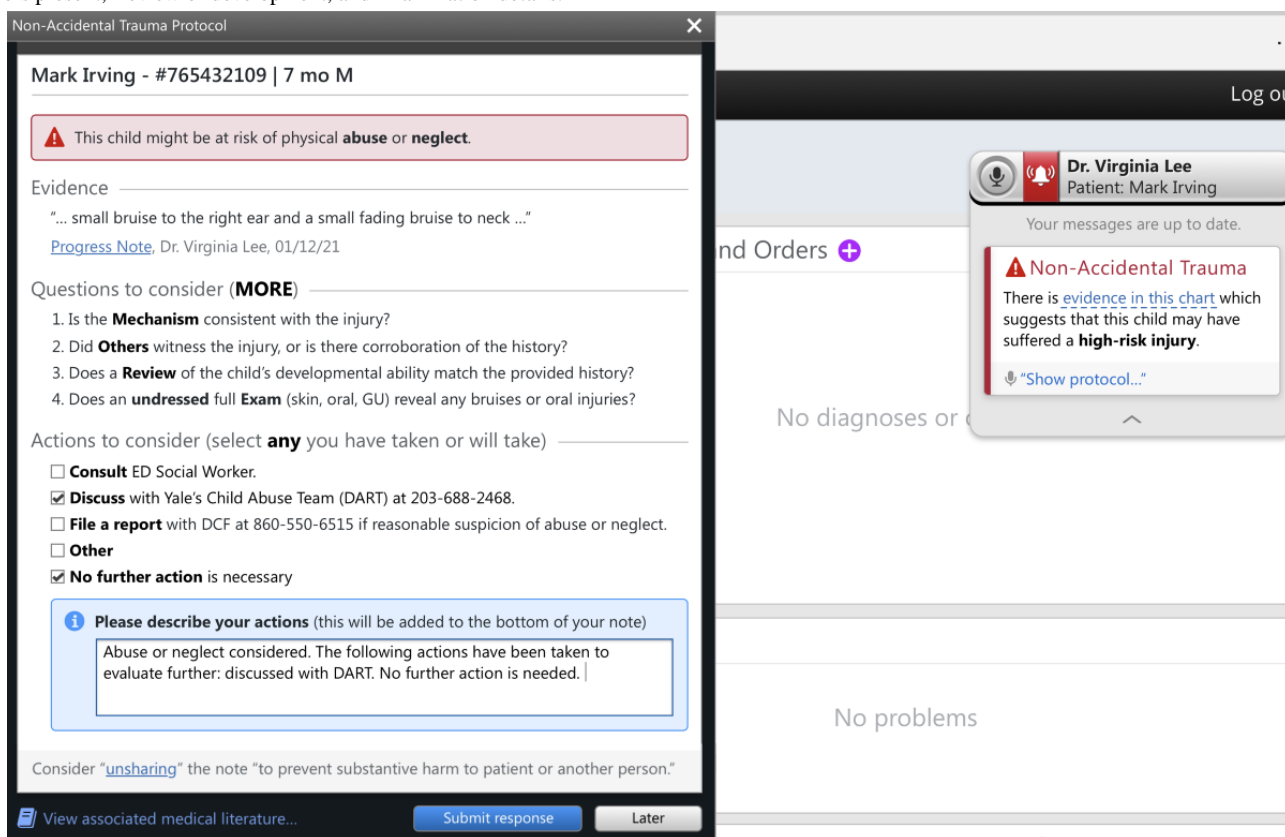 Non-Accidental Trauma Protocol
Mark Irving - #765432109 | 7 mo M
This child might be at risk of physical abuse or neglect.
Evidence
"... small bruise to the right ear and a small fading bruise to neck ..."
Progress Note, Dr. Virginia Lee, 01/12/21
Questions to consider (MORE)
1. Is the Mechanism consistent with the injury?
2. Did Others witness the injury, or is there corroboration of the history?
3. Does a Review of the child's developmental ability match the provided history?
4. Does an undressed full Exam (skin, oral, GU) reveal any bruises or oral injuries?
Actions to consider (select any you have taken or will take)
Consult ED Social Worker.
Discuss with Yale's Child Abuse Team (DART) at 203-688-2468.
File a report with DCF at 860-550-6515 if reasonable suspicion of abuse or neglect.
Other
No further action is necessary
Please describe your actions (this will be added to the bottom of your note)
Abuse or neglect considered. The following actions have been taken to
evaluate further: discussed with DART. No further action is needed.
Consider "unsharing" the note "to prevent substantive harm to patient or another person."
View associated medical literature...
Submit response
Later
Log ou
Dr. Virginia Lee
Patient: Mark Irving
Your messages are up to date.
Non-Accidental Trauma
There is evidence in this chart which
suggests that this child may have
suffered a high-risk injury.
"Show protocol..."
nd Orders
No diagnoses or
No problems